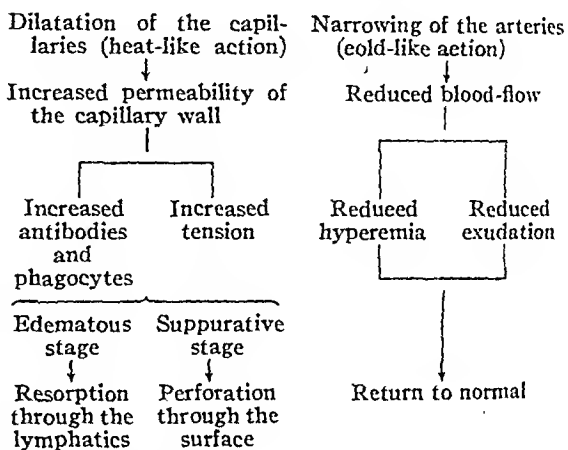 Dilatation of the capil-
laries (heat-like action)
Increased permeability of
the capillary wall
Increased
antibodies
and
phagocytes
Increased
tension
Edematous
stage
Resorption
through the
lymphatics
Suppurative
stage
Perforation
through the
surface
Narrowing of the arteries
(cold-like action)
Reduced blood-flow
Reduced
hyperemia
Reduced
exudation
Return to normal